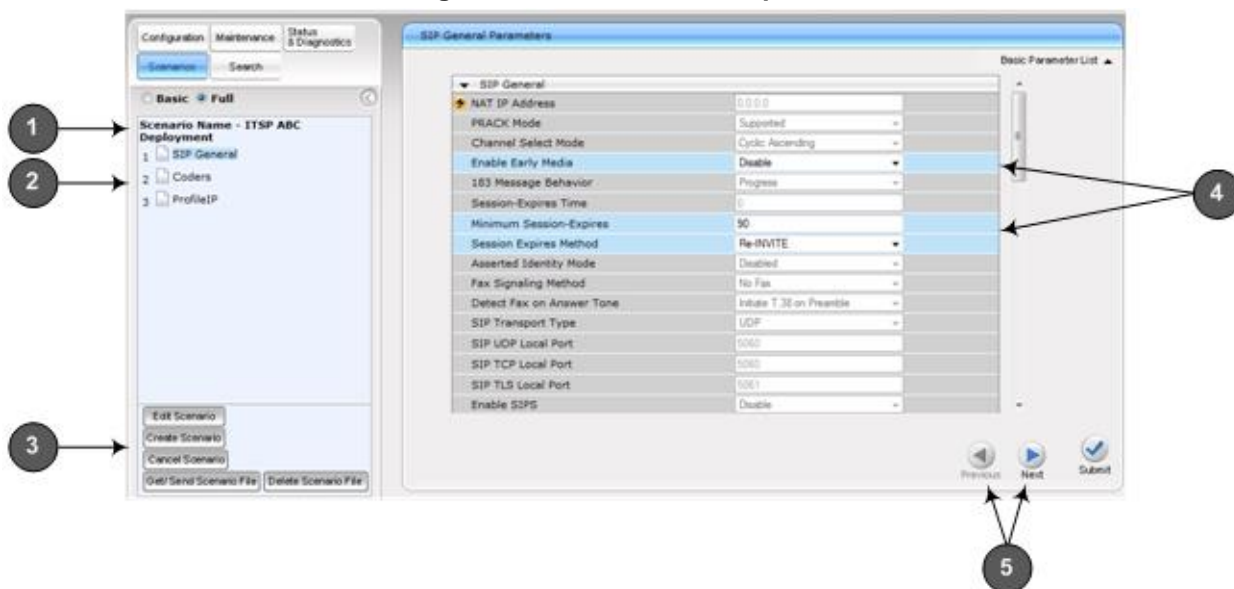 Configuration Maintenance Status & Diagnostics
Scenarios Search
Basic Full
1
Scenario Name - ITSP ABC
Deployment
1 SIP General
2
2 Coders
3 ProfileIP
3
Edit Scenario
Create Scenario
Cancel Scenario
Get/Send Scenario File Delete Scenario File
SIP General Parameters
Basic Parameter List
SIP General
NAT IP Address 0.0.0.0
PRACK Mode Supported
Channel Select Mode Cyclic Ascending
Enable Early Media Disable
183 Message Behavior Progress
Session-Expires Time 0
Minimum Session-Expires 90
Session Expires Method Re-INVITE
Asserted Identity Mode Disabled
Fax Signaling Method No Fax
Detect Fax on Answer Tone Initiate T.38 on Preamble
SIP Transport Type UDP
SIP UDP Local Port 5060
SIP TCP Local Port 5060
SIP TLS Local Port 5061
Enable SIPS Disable
4
Previous Next Submit
5